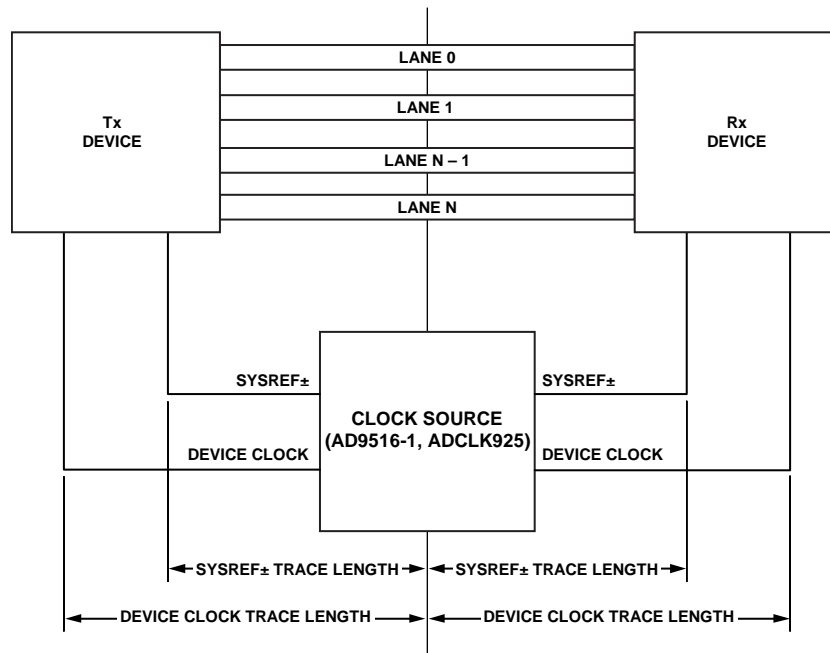 LANE 0
LANE 1
Tx
DEVICE
Rx
DEVICE
LANE N – 1
LANE N
SYSREF±
SYSREF±
CLOCK SOURCE
(AD9516-1, ADCLK925)
DEVICE CLOCK
DEVICE CLOCK
SYSREF± TRACE LENGTH
SYSREF± TRACE LENGTH
DEVICE CLOCK TRACE LENGTH
DEVICE CLOCK TRACE LENGTH